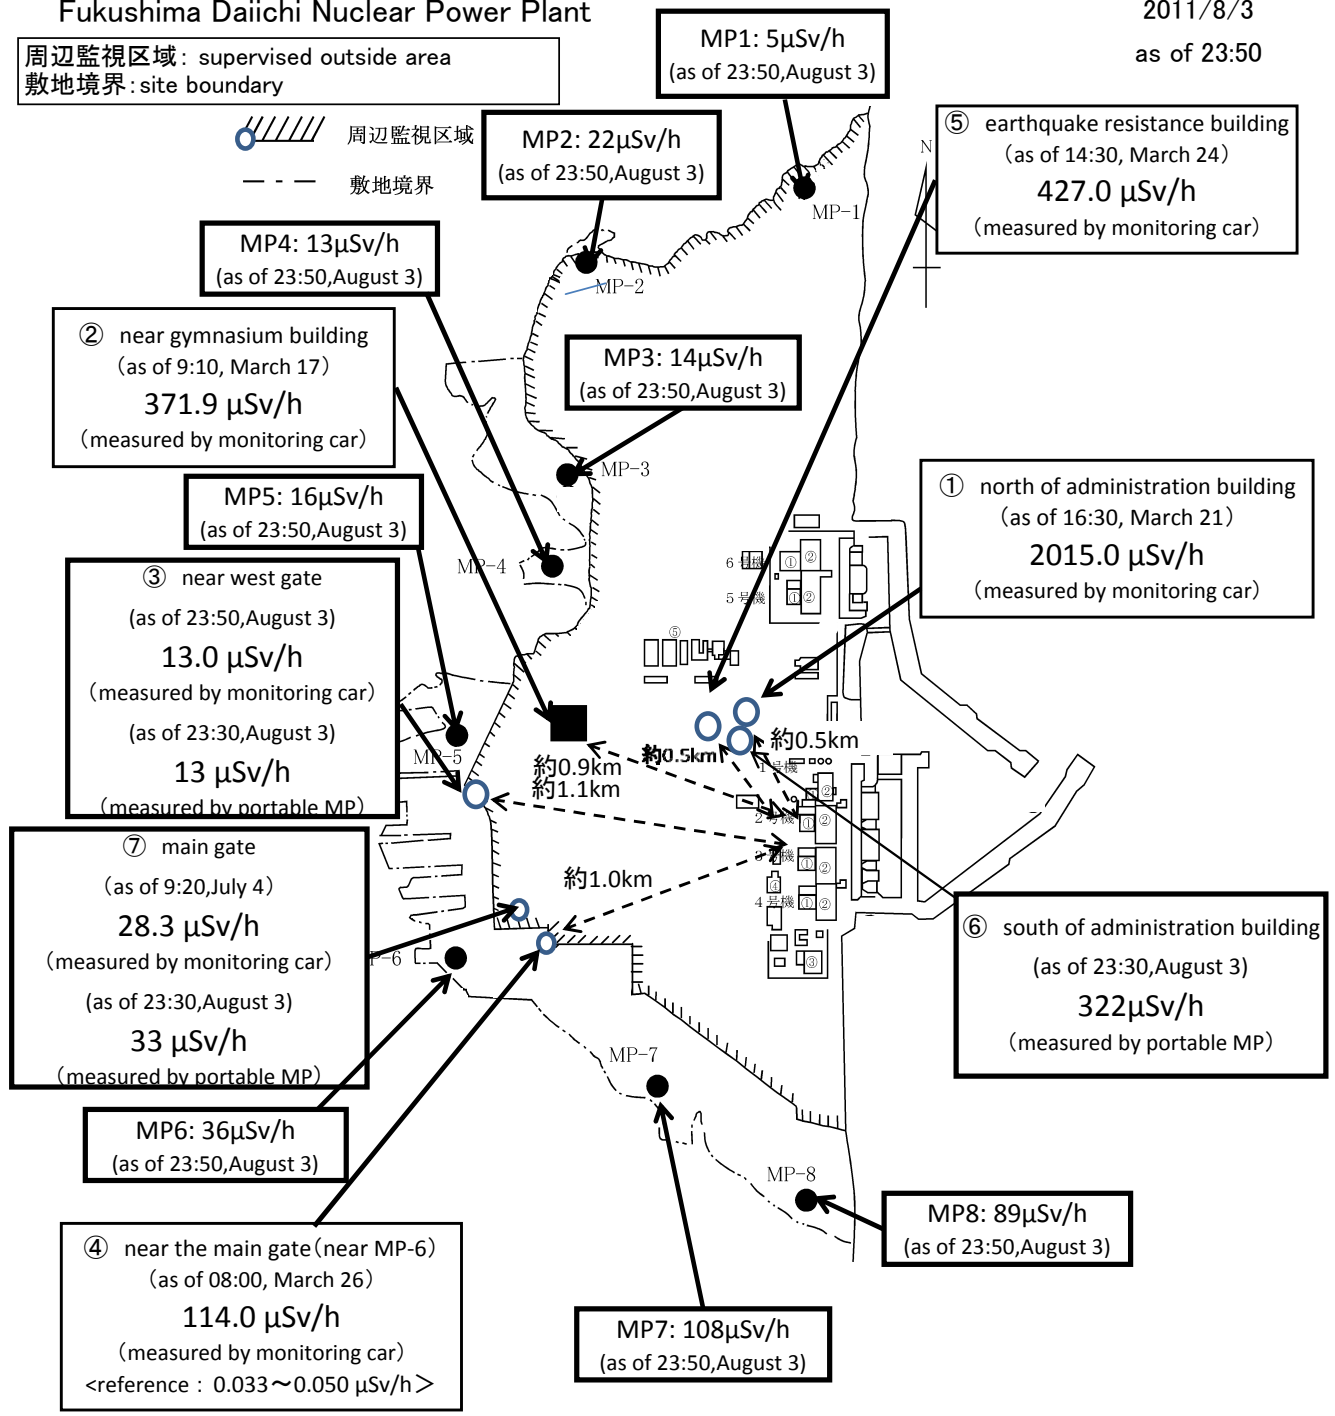 Fukushima Daiichi Nuclear Power Plant
2011/8/3
as of 23:50
周辺監視区域: supervised outside area
敷地境界:site boundary
周辺監視区域
敷地境界
MP1: 5μSv/h
(as of 23:50,August 3)
MP2: 22μSv/h
(as of 23:50,August 3)
⑤ earthquake resistance building
(as of 14:30, March 24)
427.0 μSv/h
(measured by monitoring car)
N
MP-1
MP4: 13μSv/h
(as of 23:50,August 3)
MP-2
② near gymnasium building
(as of 9:10, March 17)
371.9 μSv/h
(measured by monitoring car)
MP3: 14μSv/h
(as of 23:50,August 3)
MP-3
MP5: 16μSv/h
(as of 23:50,August 3)
① north of administration building
(as of 16:30, March 21)
2015.0 μSv/h
(measured by monitoring car)
MP-4
③ near west gate
(as of 23:50,August 3)
13.0 μSv/h
(measured by monitoring car)
(as of 23:30,August 3)
13 μSv/h
(measured by portable MP)
6号機
① ②
5号機
① ②
⑤
MP-5
約0.9km
約1.1km
約0.5km
約0.5km
1号機
②
2号機
① ②
3号機
① ②
④
4号機
① ②
③
約1.0km
⑦ main gate
(as of 9:20,July 4)
28.3 μSv/h
(measured by monitoring car)
(as of 23:30,August 3)
33 μSv/h
(measured by portable MP)
P-6
⑥ south of administration building
(as of 23:30,August 3)
322μSv/h
(measured by portable MP)
MP-7
MP6: 36μSv/h
(as of 23:50,August 3)
MP-8
MP8: 89μSv/h
(as of 23:50,August 3)
④ near the main gate(near MP-6)
(as of 08:00, March 26)
114.0 μSv/h
(measured by monitoring car)
<reference : 0.033～0.050 μSv/h＞
MP7: 108μSv/h
(as of 23:50,August 3)